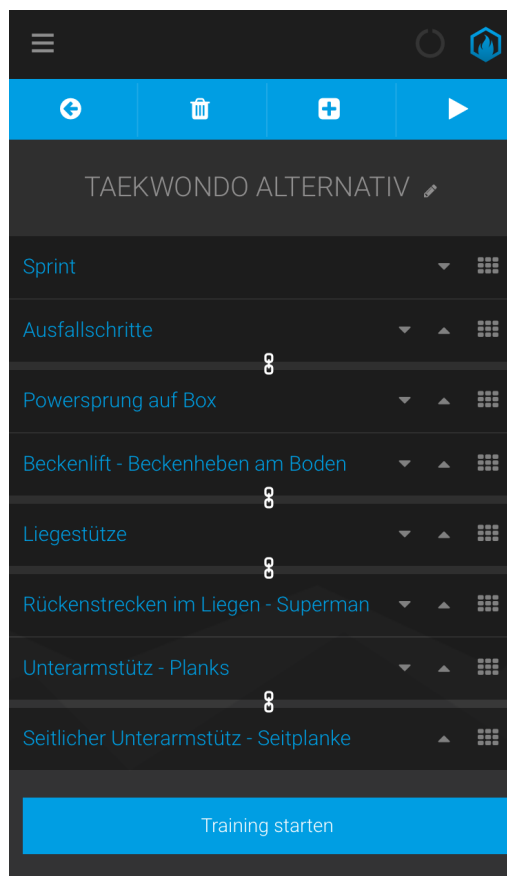 TAEKWONDO ALTERNATIV
Sprint
Ausfallschritte
Powersprung auf Box
Beckenlift - Beckenheben am Boden
Liegestütze
Rückenstrecken im Liegen - Superman
Unterarmstütz - Planks
Seitlicher Unterarmstütz - Seitplanke
Training starten